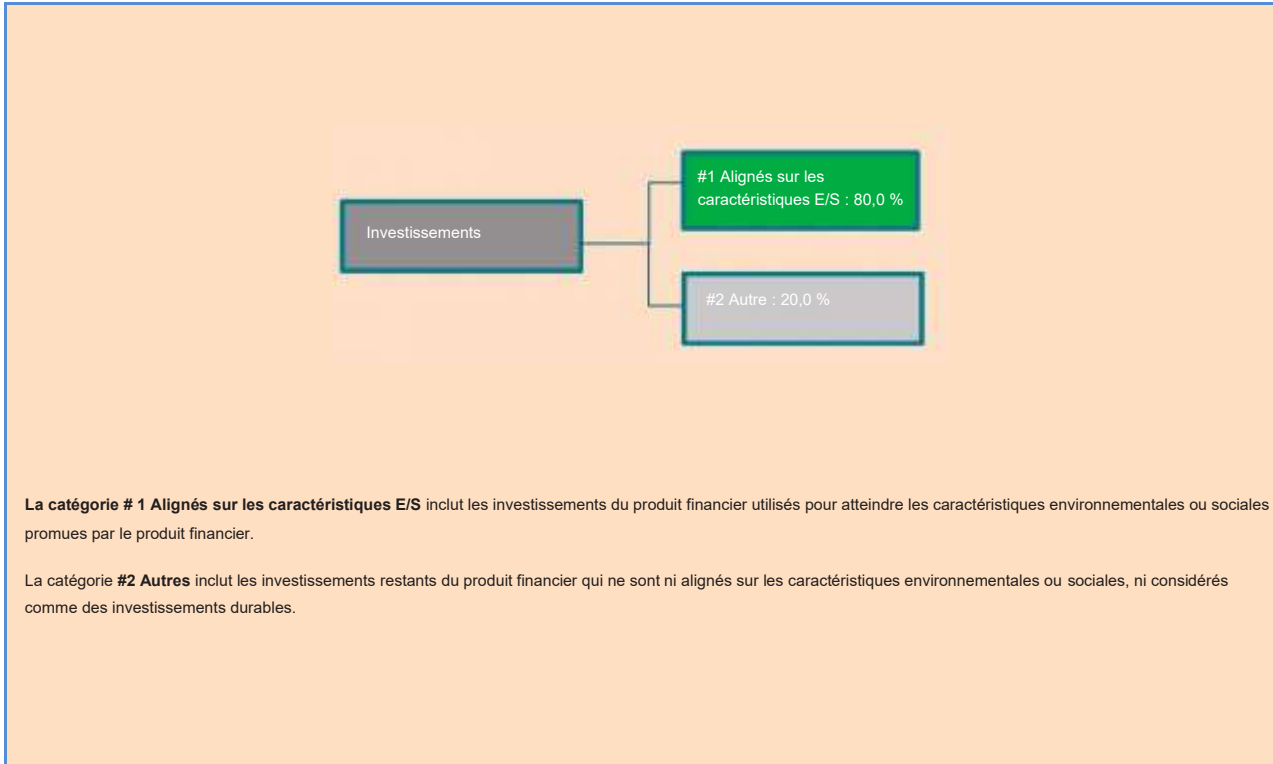 #1 Alignés sur les
caractéristiques E/S : 80,0 %
Investissements
#2 Autre : 20,0 %
La catégorie # 1 Alignés sur les caractéristiques E/S inclut les investissements du produit financier utilisés pour atteindre les caractéristiques environnementales ou sociales
promues par le produit financier.
La catégorie #2 Autres inclut les investissements restants du produit financier qui ne sont ni alignés sur les caractéristiques environnementales ou sociales, ni considérés
comme des investissements durables.